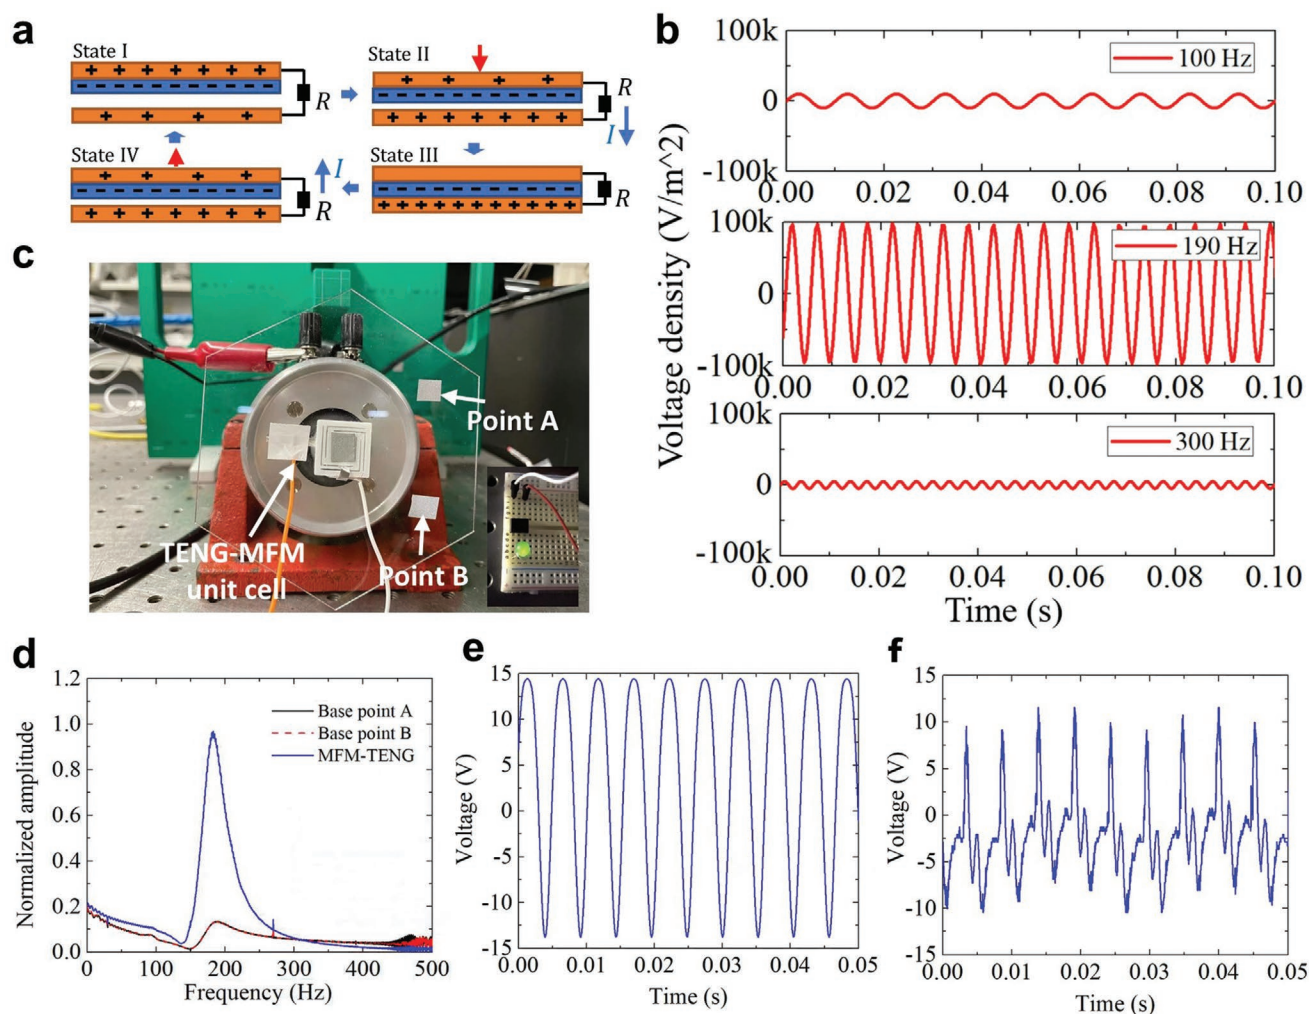 a
State I
+ + + + + + + +
- - - - - - - - - - - -
R
+ + + +
State II
+ + + +
- - - - - - - - - - - -
R
+ + + + + + + +
I
State IV
+ + + +
- - - - - - - - - - - -
I
R
+ + + + + + + +
State III
- - - - - - - - - - - -
R
+ + + + + + + + + + + +
b
Voltage density (V/m^2)
100k
0
-100k
100 Hz
0.00 0.02 0.04 0.06 0.08 0.10
100k
0
-100k
190 Hz
0.00 0.02 0.04 0.06 0.08 0.10
100k
0
-100k
300 Hz
0.00 0.02 0.04 0.06 0.08 0.10
Time (s)
c
Point A
TENG-MFM
unit cell
Point B
d
Normalized amplitude
1.2
1.0
0.8
0.6
0.4
0.2
0.0
Base point A
Base point B
MFM-TENG
0 100 200 300 400 500
Frequency (Hz)
e
Voltage (V)
15
10
5
0
-5
-10
-15
0.00 0.01 0.02 0.03 0.04 0.05
Time (s)
f
Voltage (V)
15
10
5
0
-5
-10
-15
0.00 0.01 0.02 0.03 0.04 0.05
Time (s)